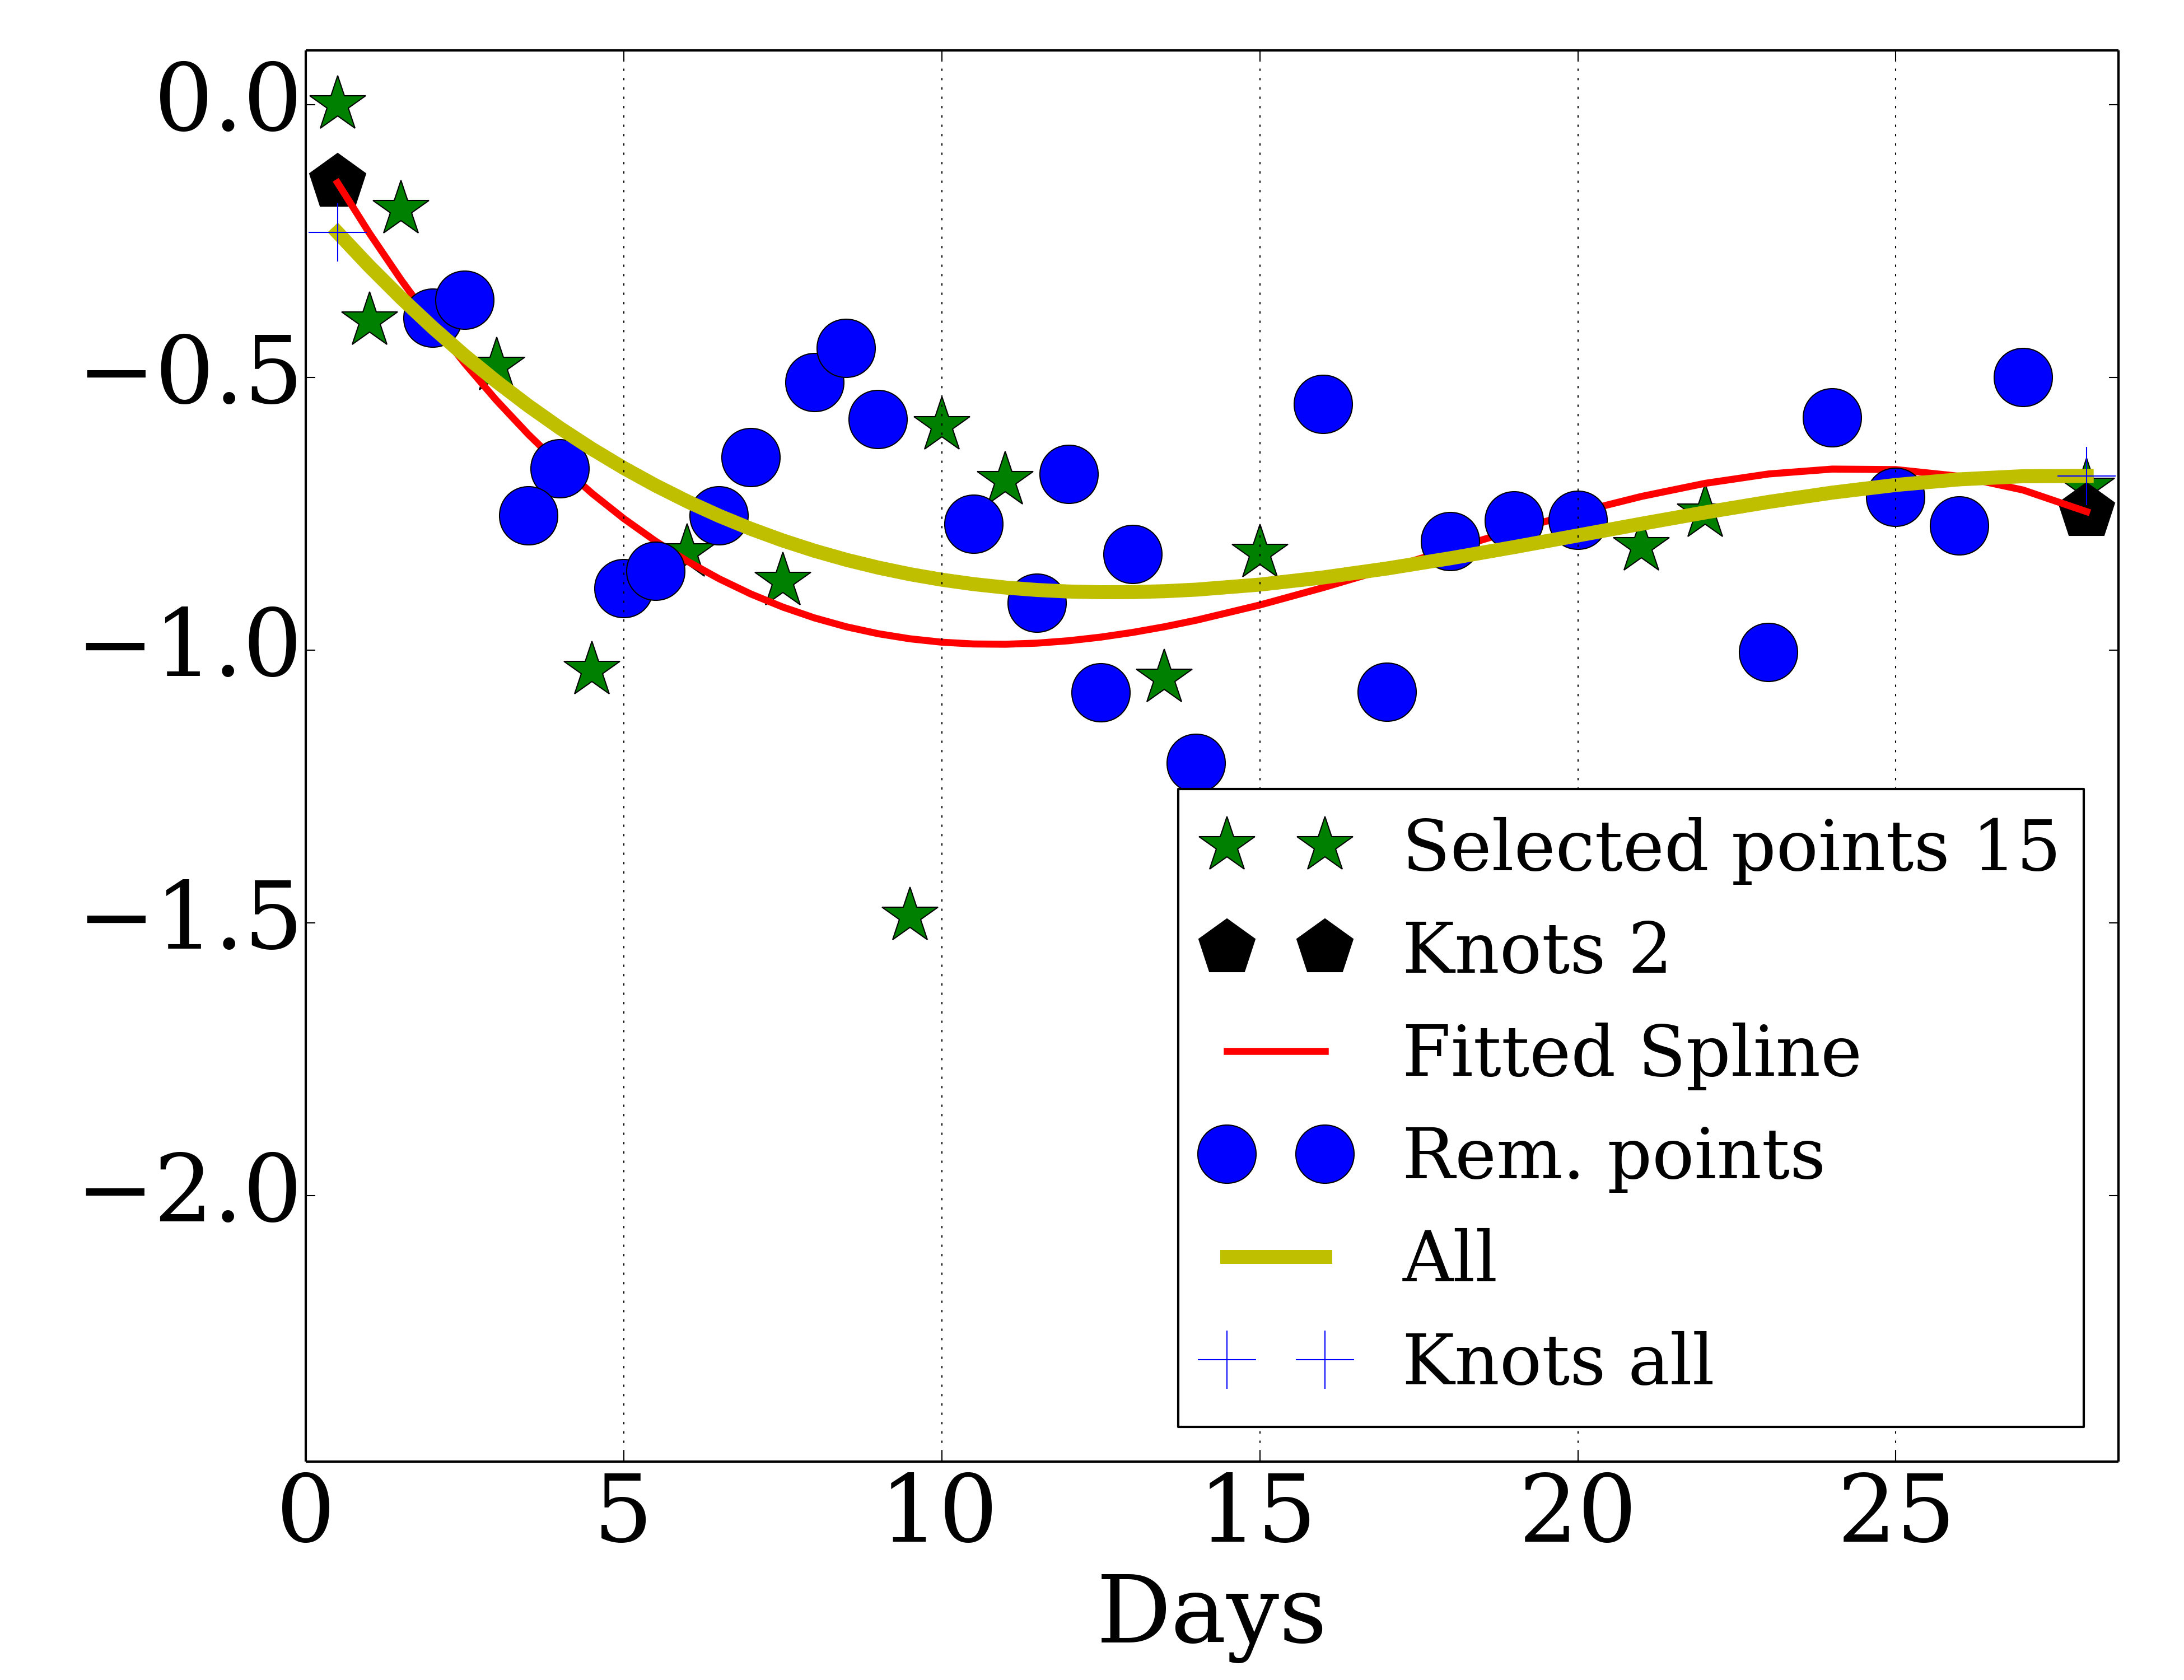 0.0
−0.5
−1.0
−1.5
−2.0
Selected points 15
Knots 2
Fitted Spline
Rem. points
All
Knots all
0 5 10 15 20 25
Days